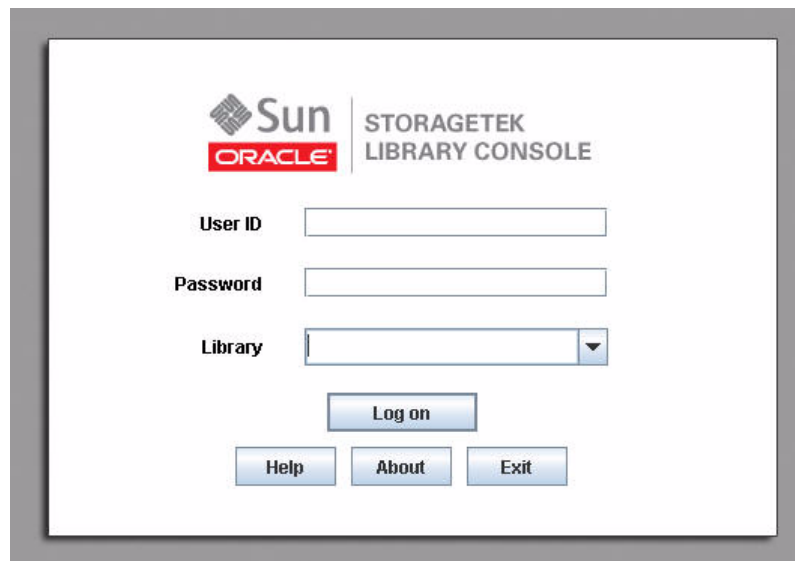 Sun
ORACLE
STORAGETEK
LIBRARY CONSOLE
User ID
Password
Library
Log on
Help
About
Exit